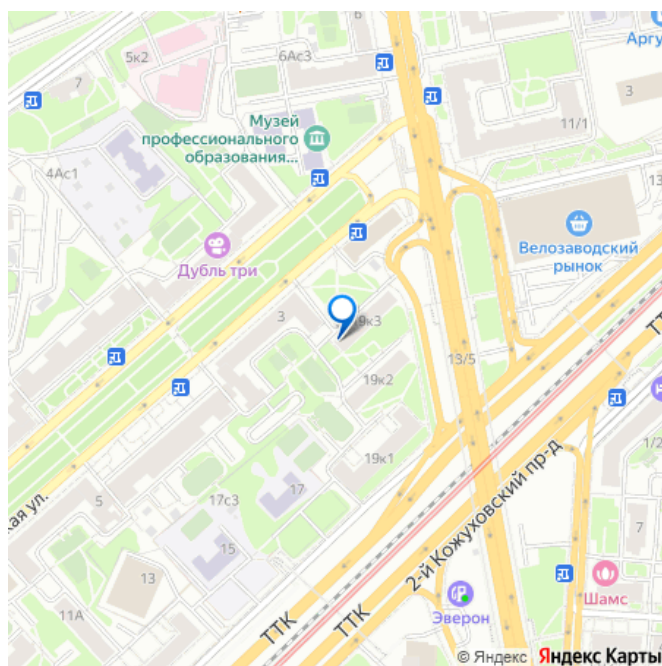 5к2
6Ас3
6
Аргу
7
3
Музей
профессионального
образования...
11/1
4Ас1
13
Велозаводский
рынок
Дубль три
ТТК
3
19к3
13/5
19к2
19к1
1/2
2-й Кожуховский пр-д
17
17с3
5
кая ул.
15
7
13
Шамс
11А
Эверон
ТТК
ТТК
© Яндекс Яндекс Карты